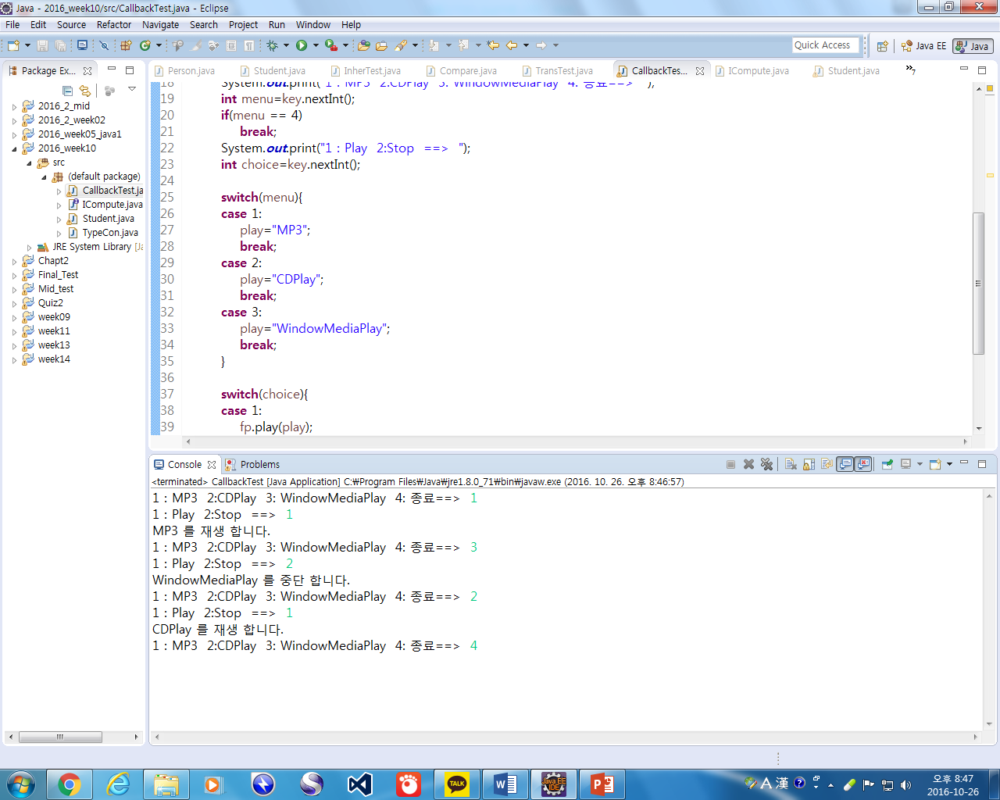 Java - 2016_week10/src/CallbackTest.java - Eclipse
File Edit Source Refactor Navigate Search Project Run Window Help
Quick Access
Java EE
Java
Package Ex...
2016_2_mid
2016_2_week02
2016_week05_java1
2016_week10
src
(default package)
CallbackTest.ja
ICompute.java
Student.java
TypeCon.java
JRE System Library [Ja
Chapt2
Final_Test
Mid_test
Quiz2
week09
week11
week13
week14
Person.java Student.java InherTest.java Compare.java TransTest.java CallbackTes... ICompute.java Student.java »7
18 System.out.print("1 : MP3 2:CDPlay 3: WindowMediaPlay 4: 종료==> ");
19 int menu=key.nextInt();
20 if(menu == 4)
21 break;
22 System.out.print("1 : Play 2:Stop ==> ");
23 int choice=key.nextInt();
24
25 switch(menu){
26 case 1:
27 play="MP3";
28 break;
29 case 2:
30 play="CDPlay";
31 break;
32 case 3:
33 play="WindowMediaPlay";
34 break;
35 }
36
37 switch(choice){
38 case 1:
39 fp.play(play);
Console Problems
<terminated> CallbackTest [Java Application] C:₩Program Files₩Java₩jre1.8.0_71₩bin₩javaw.exe (2016. 10. 26. 오후 8:46:57)
1 : MP3 2:CDPlay 3: WindowMediaPlay 4: 종료==> 1
1 : Play 2:Stop ==> 1
MP3 를 재생 합니다.
1 : MP3 2:CDPlay 3: WindowMediaPlay 4: 종료==> 3
1 : Play 2:Stop ==> 2
WindowMediaPlay 를 중단 합니다.
1 : MP3 2:CDPlay 3: WindowMediaPlay 4: 종료==> 2
1 : Play 2:Stop ==> 1
CDPlay 를 재생 합니다.
1 : MP3 2:CDPlay 3: WindowMediaPlay 4: 종료==> 4
TALK
Java EE
IDE
A 漢
오후 8:47
2016-10-26